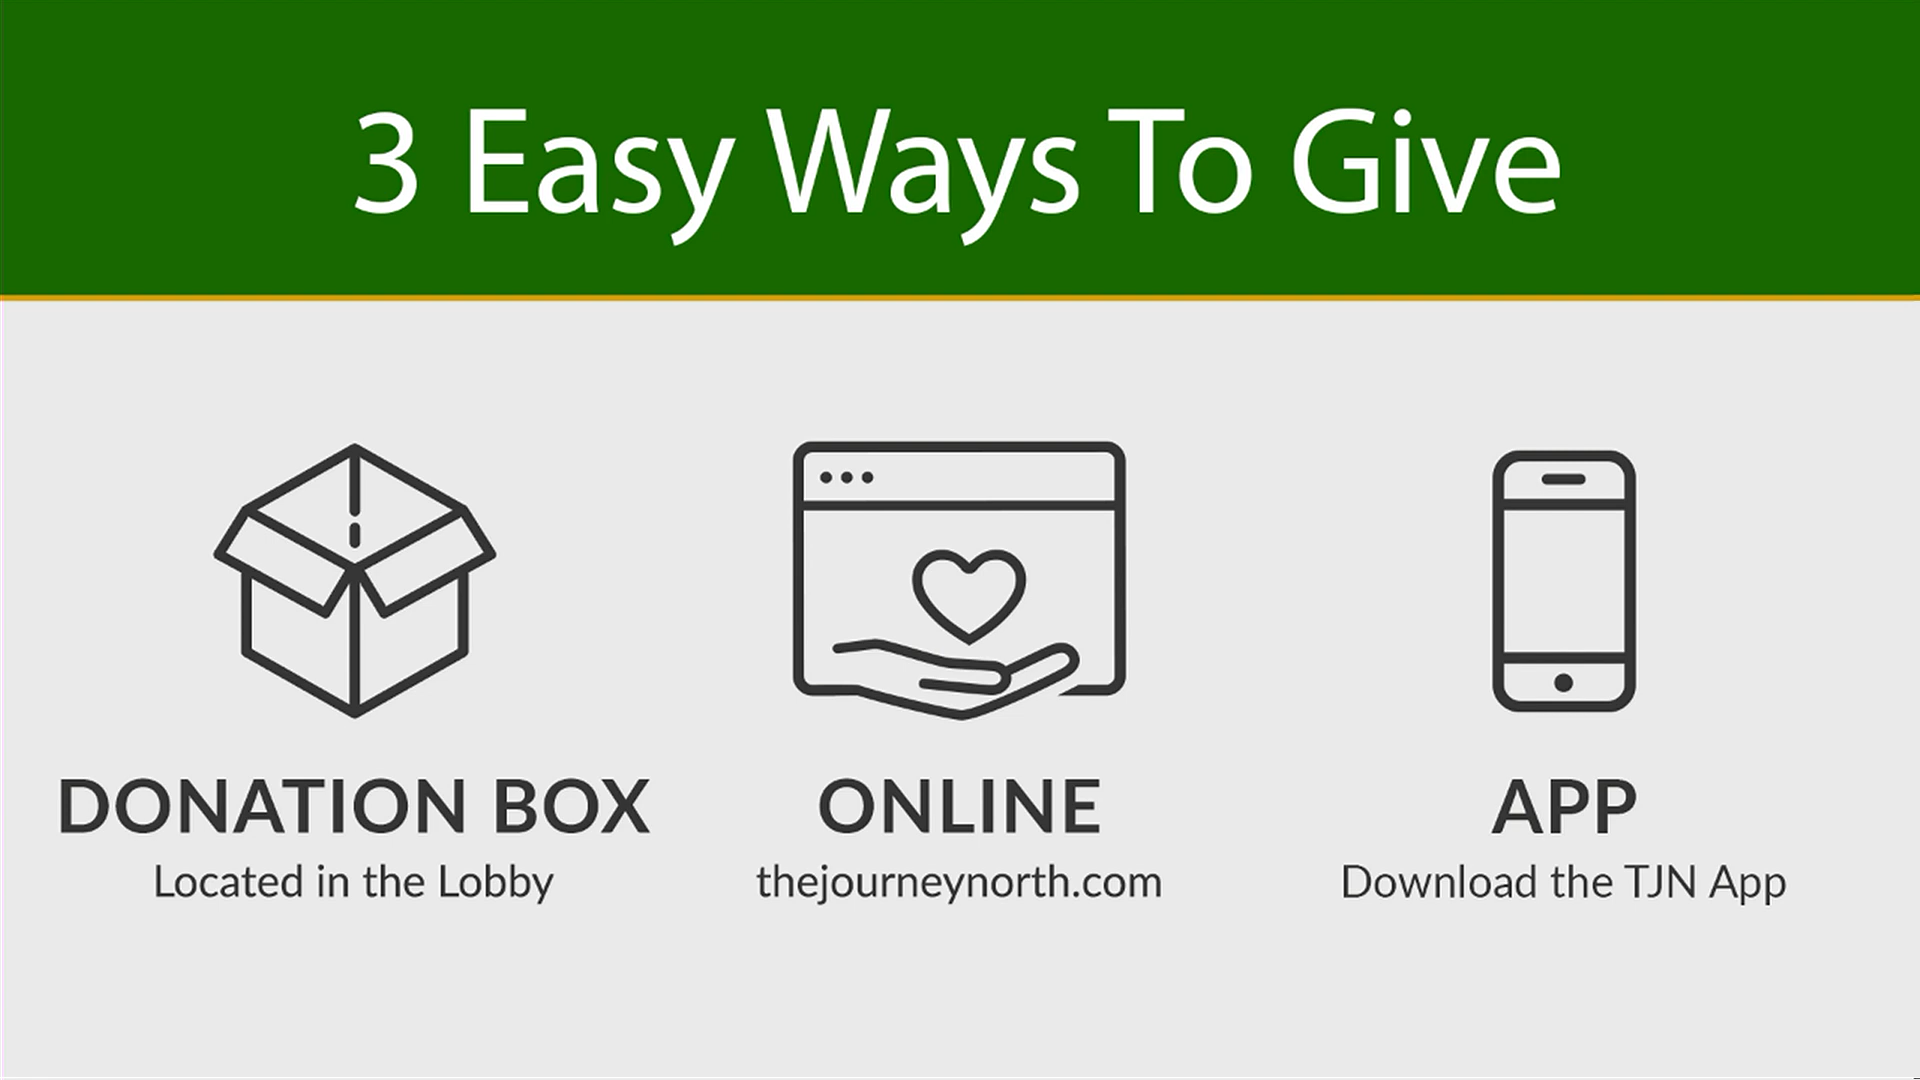 3 Easy Ways To Give
DONATION BOX
Located in the Lobby
ONLINE
thejourneynorth.com
APP
Download the TJN App